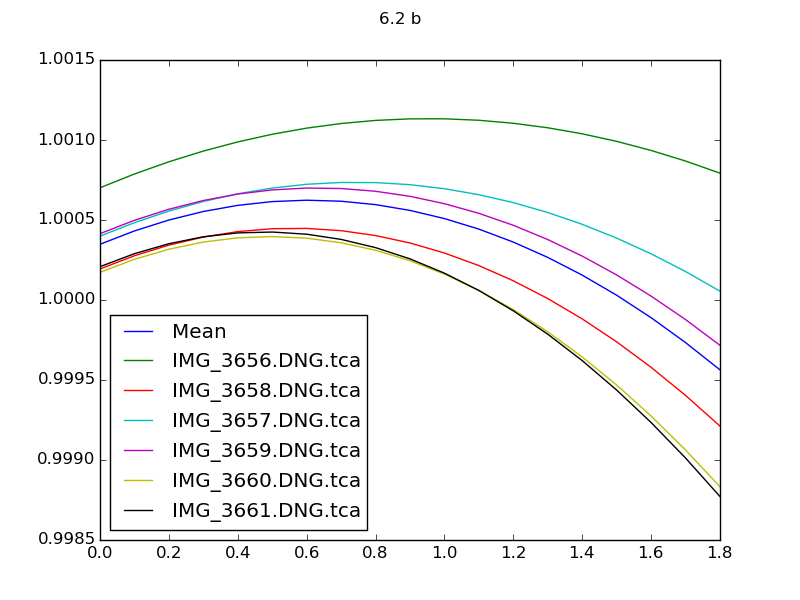 6.2 b
1.0015
1.0010
1.0005
1.0000
0.9995
0.9990
0.9985
Mean
IMG_3656.DNG.tca
IMG_3658.DNG.tca
IMG_3657.DNG.tca
IMG_3659.DNG.tca
IMG_3660.DNG.tca
IMG_3661.DNG.tca
0.0 0.2 0.4 0.6 0.8 1.0 1.2 1.4 1.6 1.8